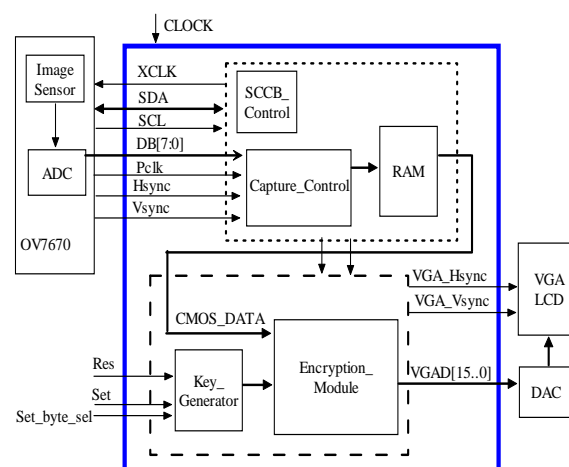 CLOCK
Image
Sensor
XCLK
SCCB_
Control
SDA
SCL
DB[7:0]
ADC
Pclk
Capture_Control
RAM
Hsync
Vsync
OV7670
VGA_Hsync
VGA
LCD
VGA_Vsync
CMOS_DATA
Encryption_
Module
Res
Key_
Generator
VGAD[15..0]
DAC
Set
Set_byte_sel